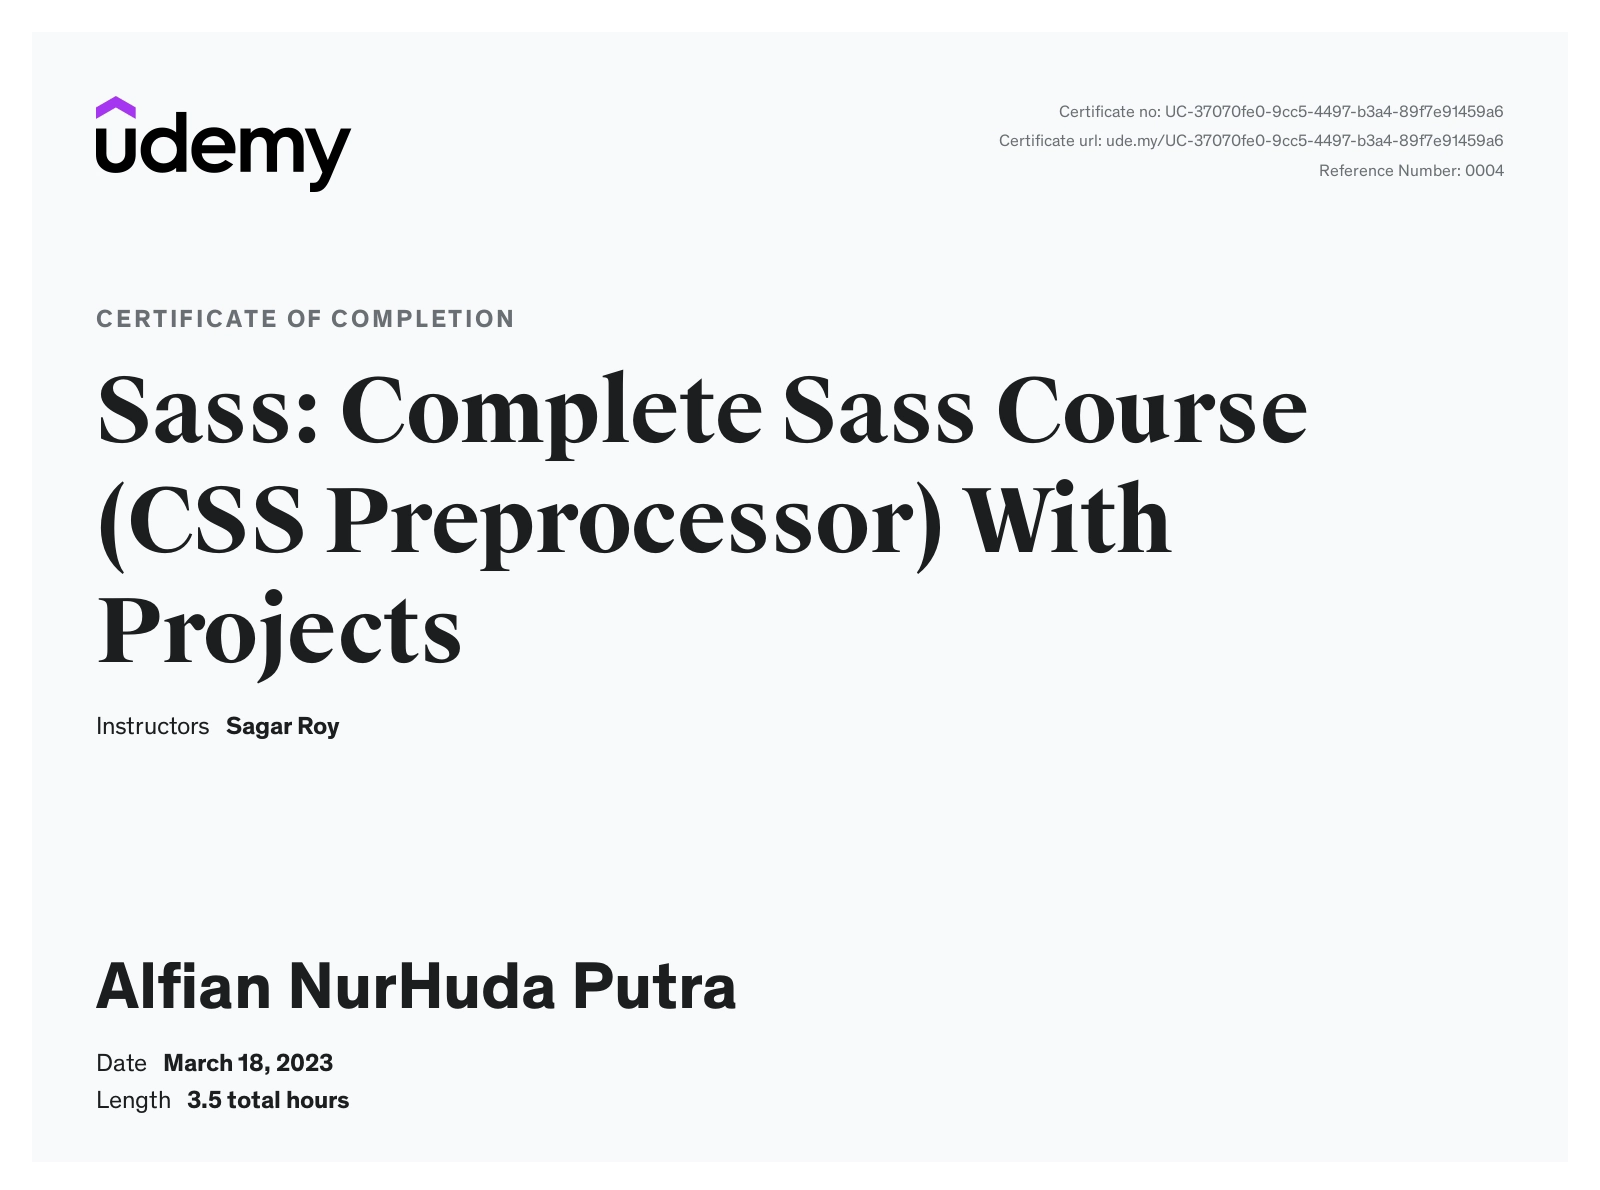 udemy
Certificate no: UC-37070fe0-9cc5-4497-b3a4-89f7e91459a6
Certificate url: ude.my/UC-37070fe0-9cc5-4497-b3a4-89f7e91459a6
Reference Number: 0004
CERTIFICATE OF COMPLETION
Sass: Complete Sass Course
(CSS Preprocessor) With
Projects
Instructors Sagar Roy
Alfian NurHuda Putra
Date March 18, 2023
Length 3.5 total hours